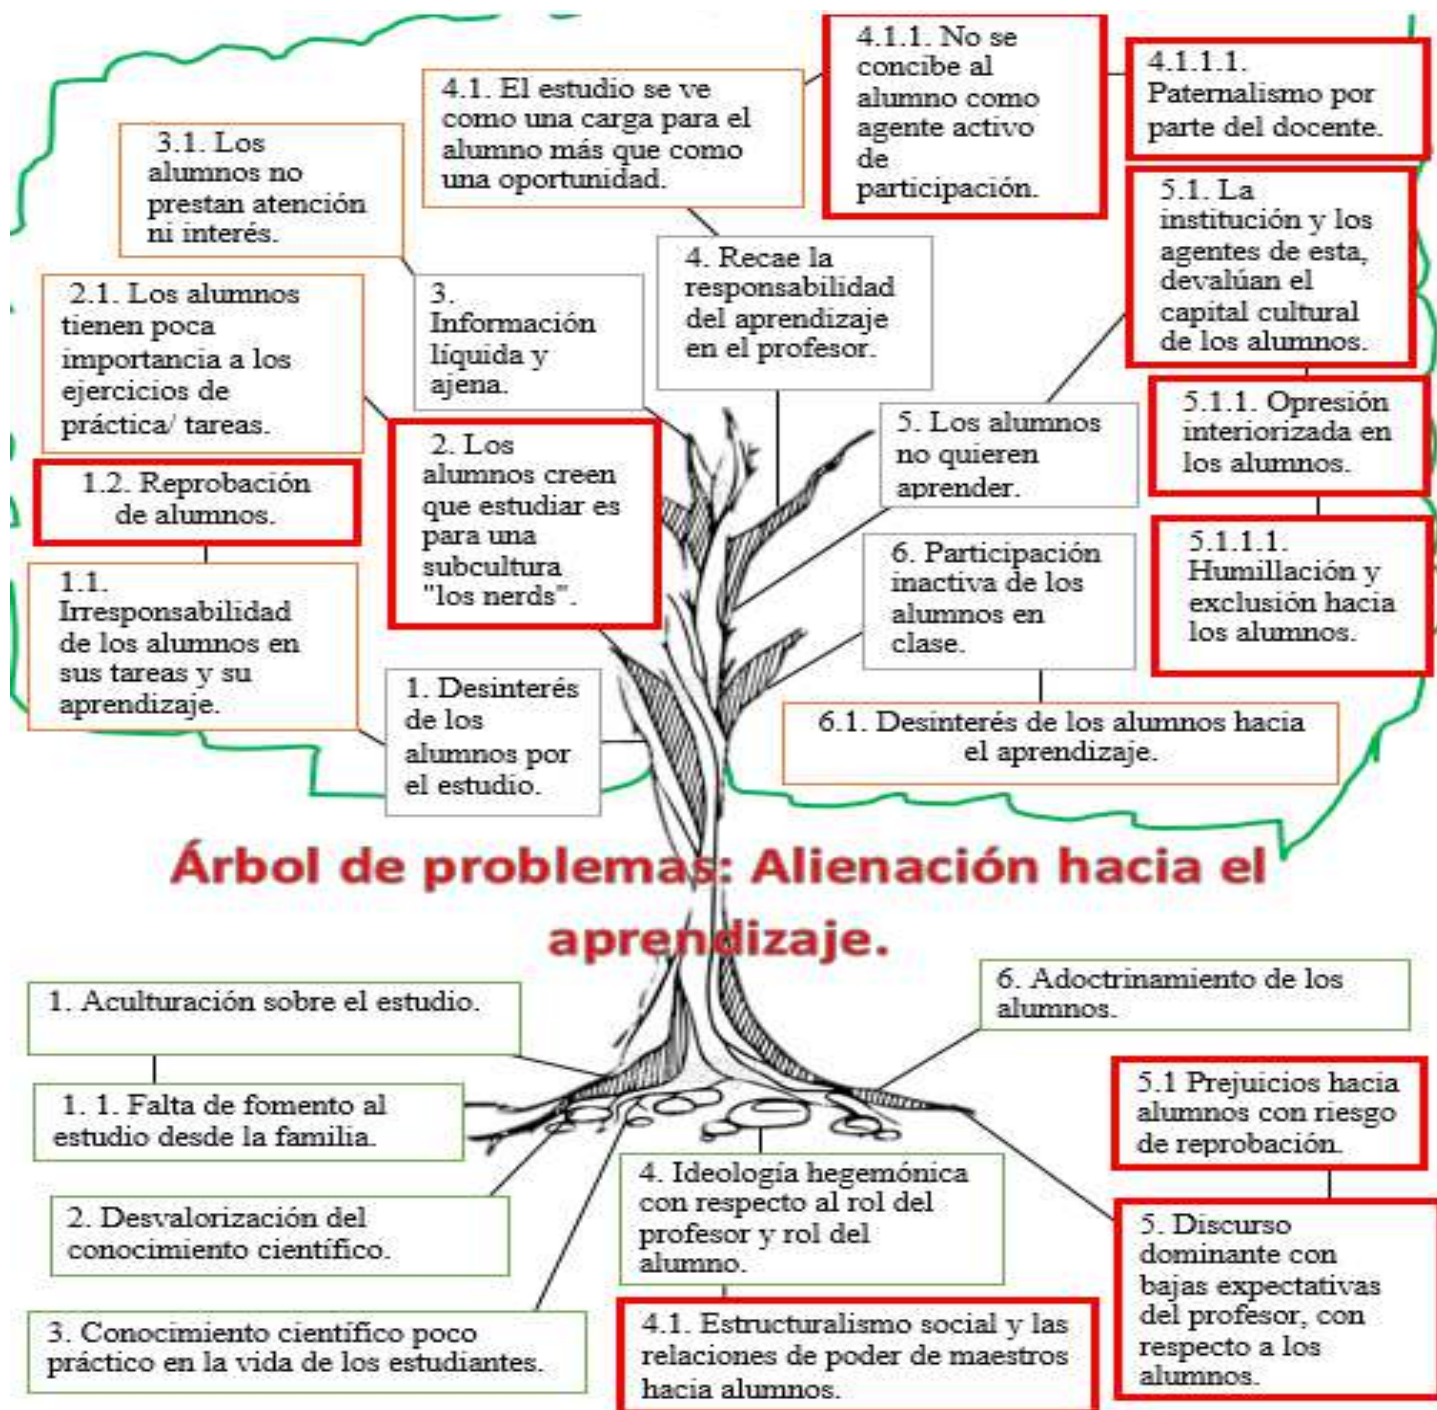 4.1.1. No se
concibe al
alumno como
agente activo
de
participación.
4.1.1.1.
Paternalismo por
parte del docente.
4.1. El estudio se ve
como una carga para el
alumno más que como
una oportunidad.
3.1. Los
alumnos no
prestan atención
ni interés.
5.1. La
institución y los
agentes de esta,
devalúan el
capital cultural
de los alumnos.
4. Recae la
responsabilidad
del aprendizaje
en el profesor.
3.
Información
líquida y
ajena.
2.1. Los alumnos
tienen poca
importancia a los
ejercicios de
práctica/ tareas.
5.1.1. Opresión
interiorizada en
los alumnos.
5. Los alumnos
no quieren
aprender.
2. Los
alumnos creen
que estudiar es
para una
subcultura
"los nerds".
1.2. Reprobación
de alumnos.
5.1.1.1.
Humillación y
exclusión hacia
los alumnos.
6. Participación
inactiva de los
alumnos en
clase.
1.1.
Irresponsabilidad
de los alumnos en
sus tareas y su
aprendizaje.
1. Desinterés
de los
alumnos por
el estudio.
6.1. Desinterés de los alumnos hacia
el aprendizaje.
Árbol de problemas: Alienación hacia el
aprendizaje.
1. Aculturación sobre el estudio.
6. Adoctrinamiento de los
alumnos.
1. 1. Falta de fomento al
estudio desde la familia.
5.1 Prejuicios hacia
alumnos con riesgo
de reprobación.
4. Ideología hegemónica
con respecto al rol del
profesor y rol del
alumno.
2. Desvalorización del
conocimiento científico.
5. Discurso
dominante con
bajas expectativas
del profesor, con
respecto a los
alumnos.
3. Conocimiento científico poco
práctico en la vida de los estudiantes.
4.1. Estructuralismo social y las
relaciones de poder de maestros
hacia alumnos.